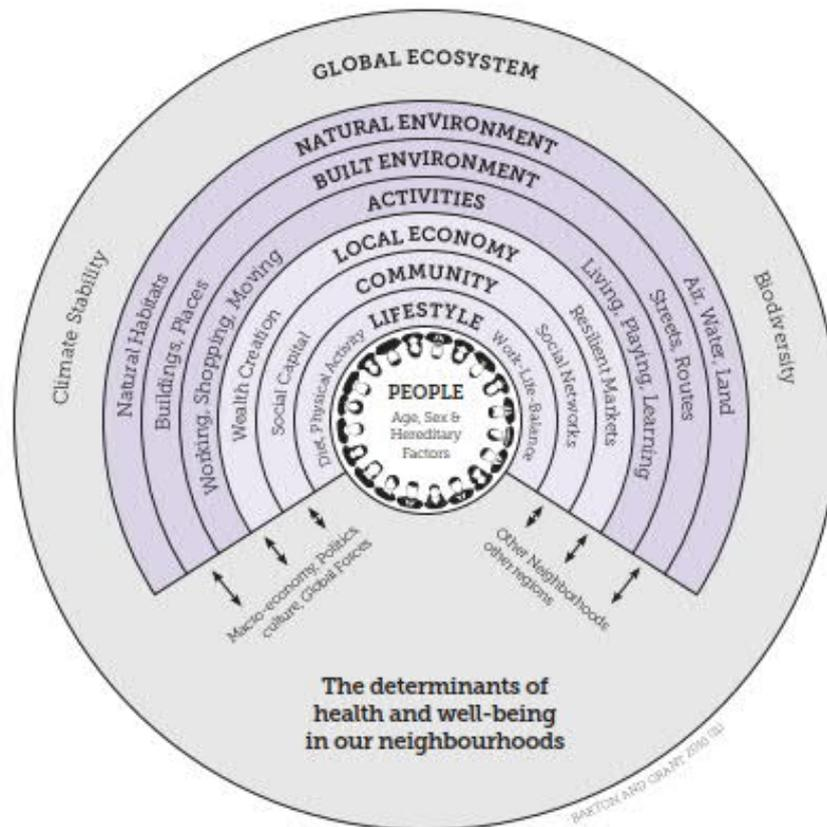 GLOBAL ECOSYSTEM
NATURAL ENVIRONMENT
BUILT ENVIRONMENT
ACTIVITIES
LOCAL ECONOMY
COMMUNITY
LIFESTYLE
PEOPLE
Age, Sex &
Hereditary
Factors
Climate Stability
Natural Habitats
Buildings, Places
Working, Shopping, Moving
Wealth Creation
Social Capital
Diet, Physical Activity
Work-Life-Balance
Social Networks
Resilient Markets
Living, Playing, Learning
Streets, Routes
Air, Water, Land
Biodiversity
Macro-economy, Politics,
culture, Global Forces
Other Neighborhoods
other regions
The determinants of
health and well-being
in our neighbourhoods
BARTON AND GRANT 2010